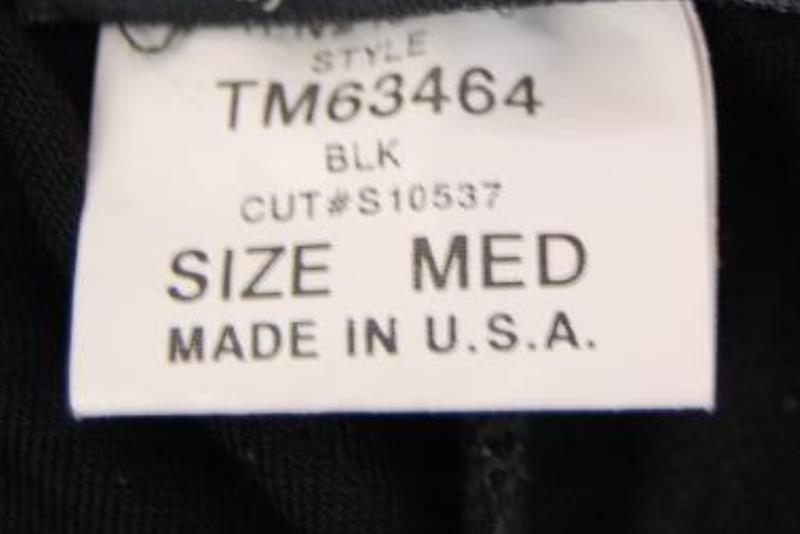 STYLE
TM63464
BLK
CUT#S10537
SIZE MED
MADE IN U.S.A.